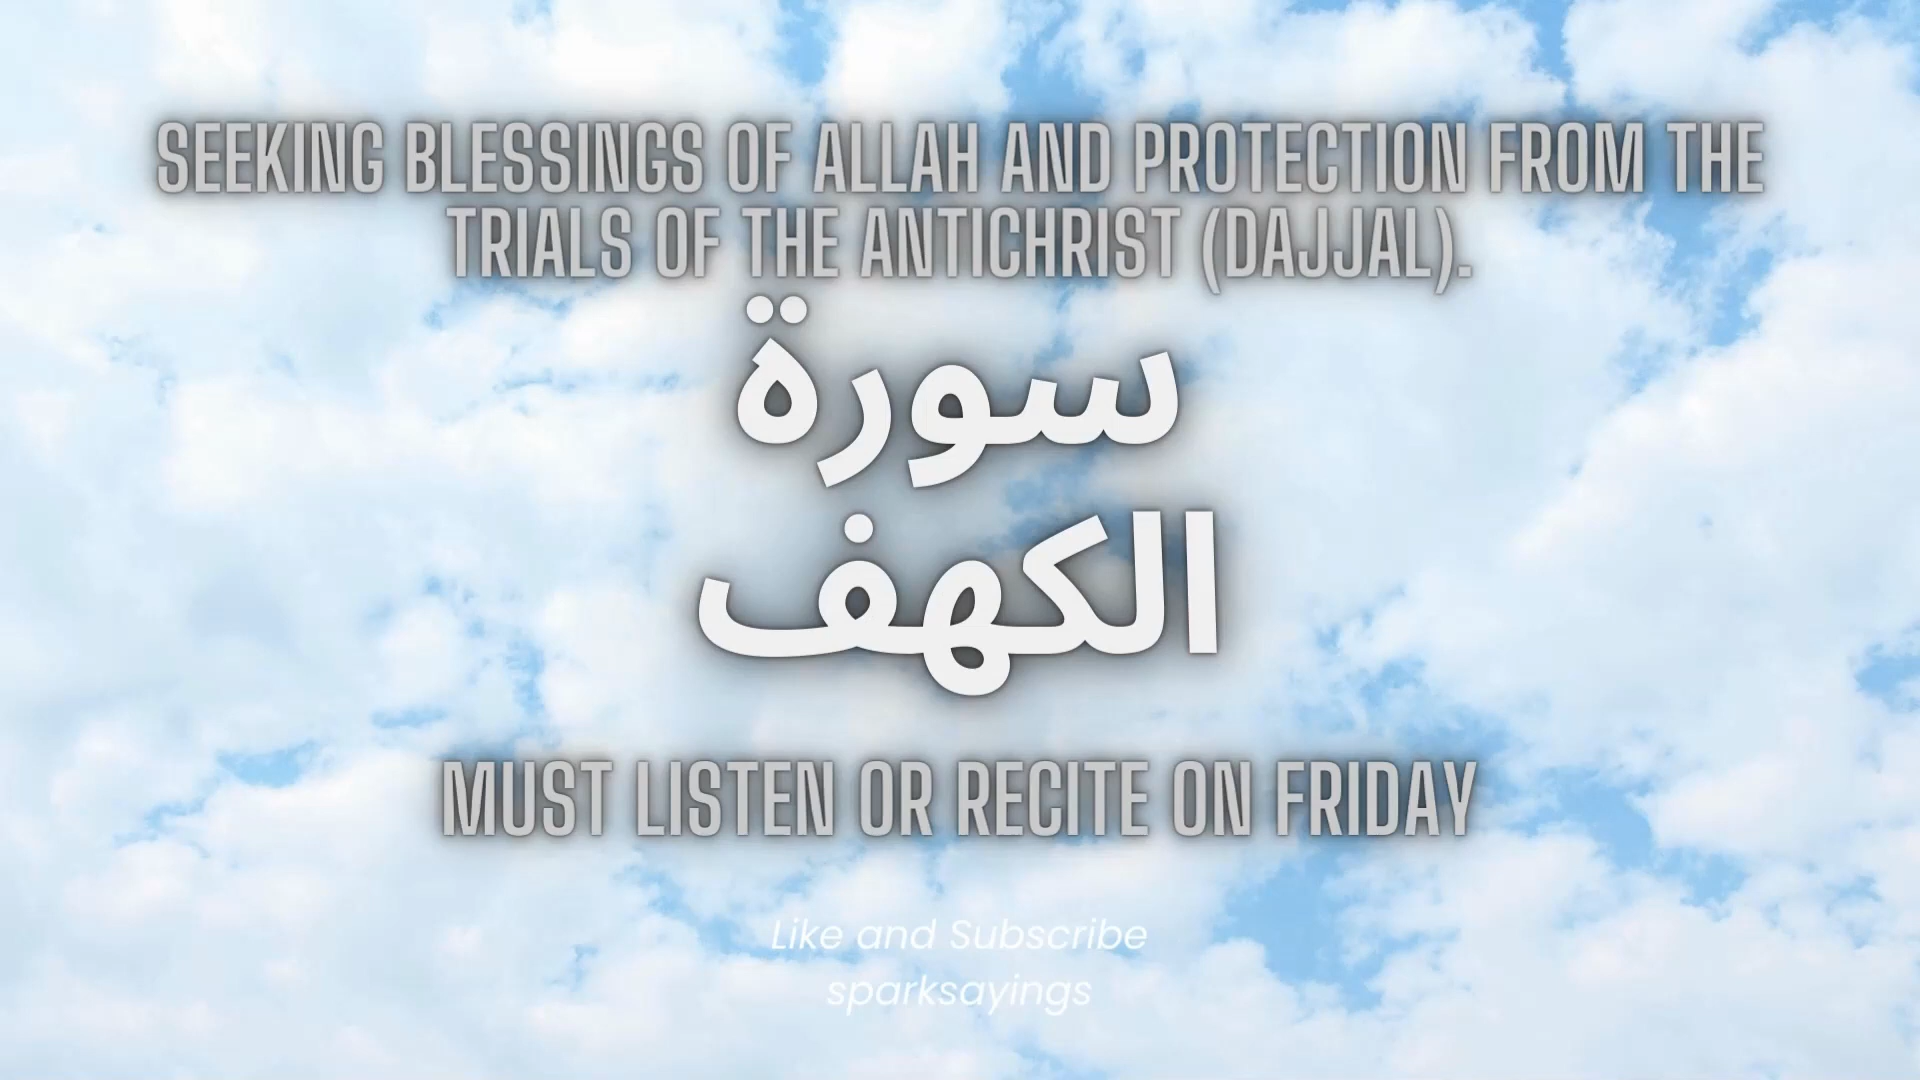 SEEKING BLESSINGS OF ALLAH AND PROTECTION FROM THE
TRIALS OF THE ANTICHRIST (DAJJAL).
سورة
الكهف
MUST LISTEN OR RECITE ON FRIDAY
Like and Subscribe
sparksayings